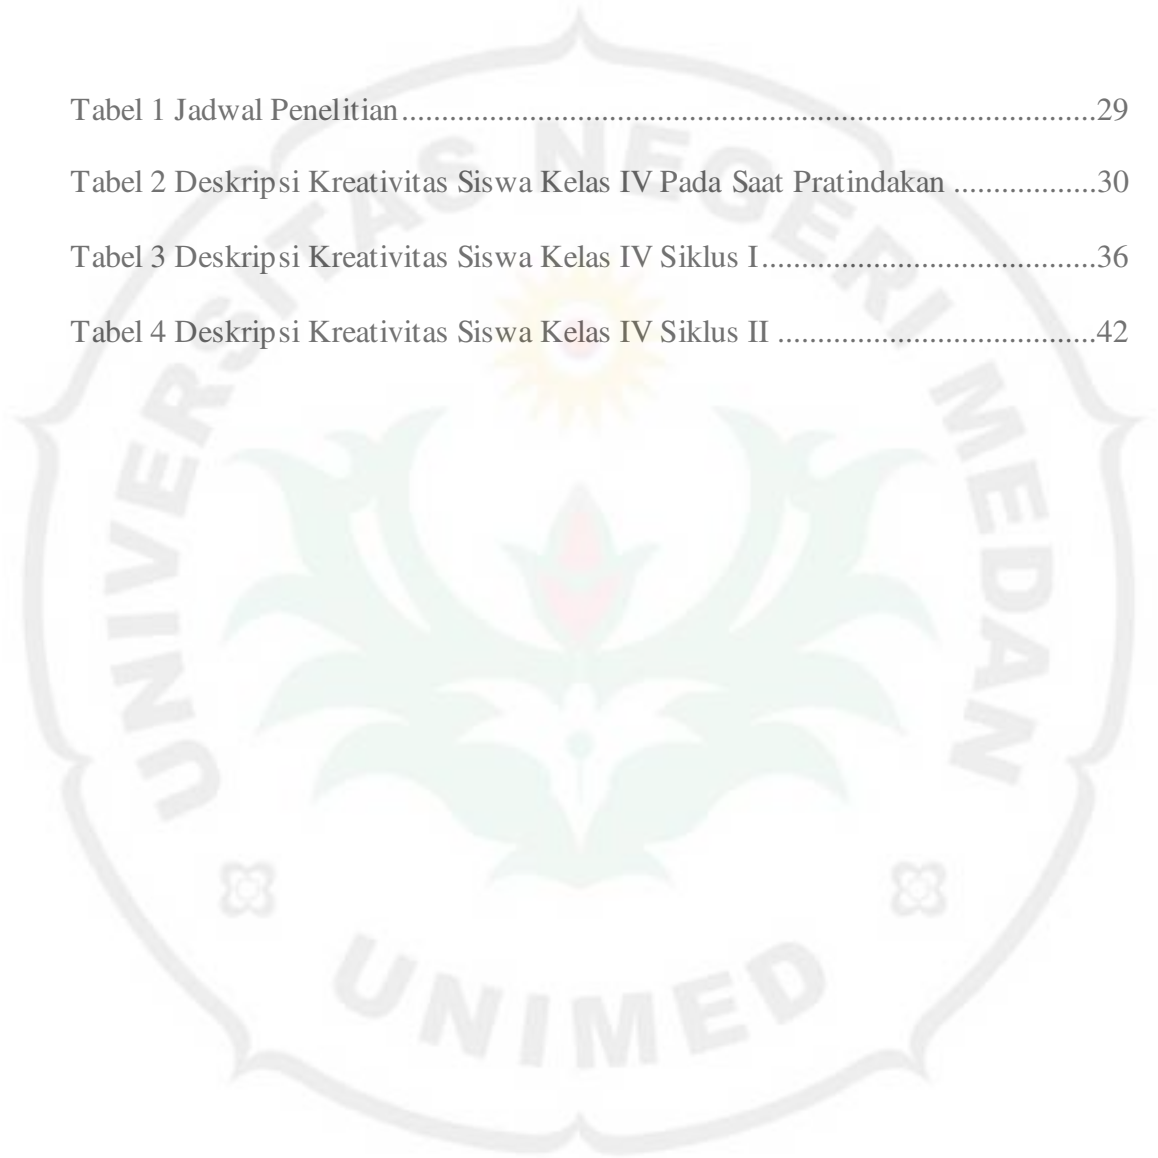 Tabel 1 Jadwal Penelitian.......................................................................................29
Tabel 2 Deskripsi Kreativitas Siswa Kelas IV Pada Saat Pratindakan ..................30
Tabel 3 Deskripsi Kreativitas Siswa Kelas IV Siklus I..........................................36
Tabel 4 Deskripsi Kreativitas Siswa Kelas IV Siklus II ........................................42
UNIVERSITAS NEGERI MEDAN
UNIMED